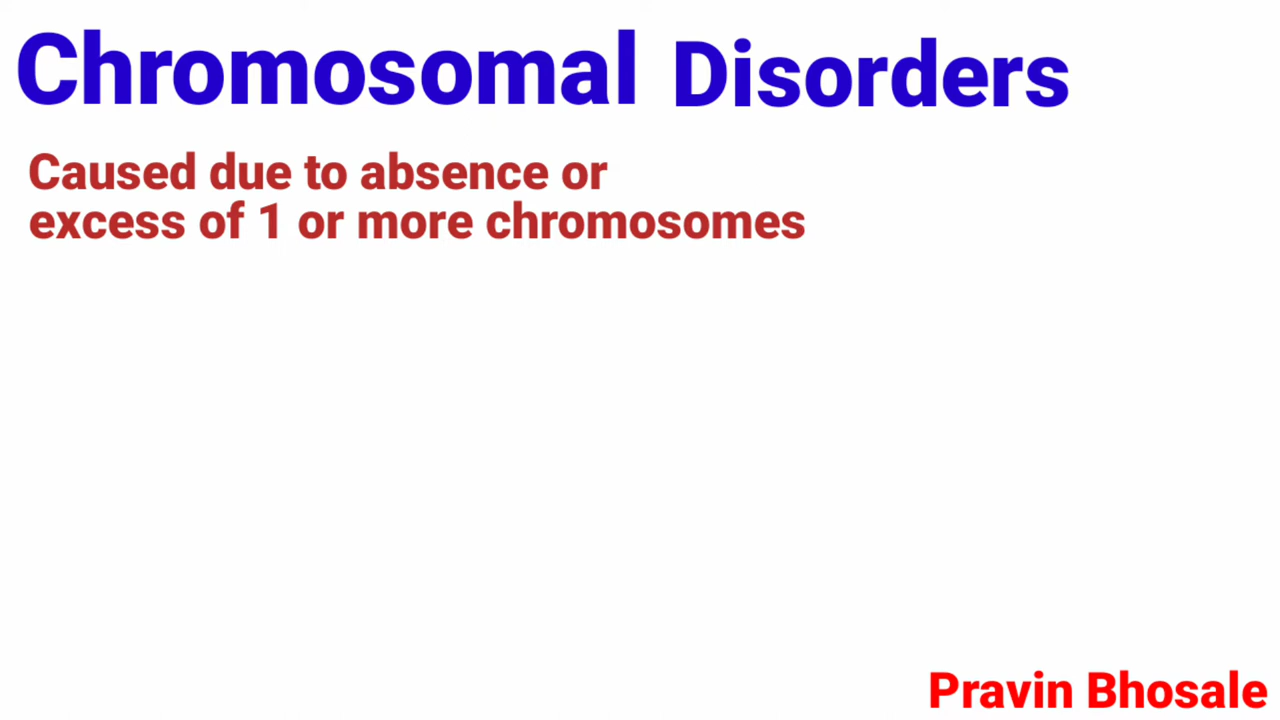 Chromosomal Disorders
Caused due to absence or
excess of 1 or more chromosomes
Pravin Bhosale